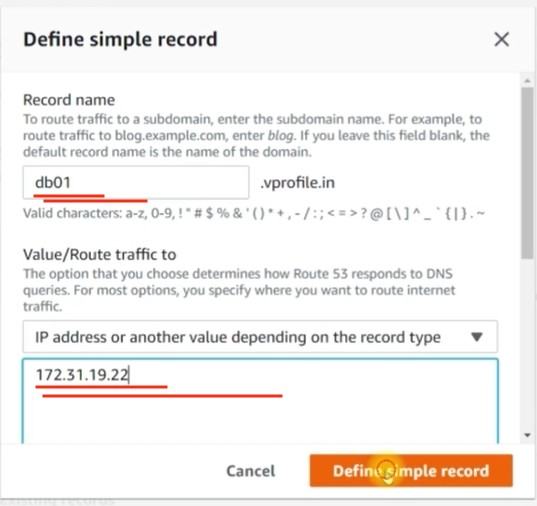 Define simple record
Record name
To route traffic to a subdomain, enter the subdomain name. For example, to
route traffic to blog.example.com, enter blog. If you leave this field blank, the
default record name is the name of the domain.
db01 .vprofile.in
Valid characters: a-z, 0-9, ! " # $ % & ' ( ) * + , - / : ; < = > ? @ [ \ ] ^ _ ` { | } . ~
Value/Route traffic to
The option that you choose determines how Route 53 responds to DNS
queries. For most options, you specify where you want to route internet
traffic.
IP address or another value depending on the record type
172.31.19.22
Cancel Define simple record
Existing records